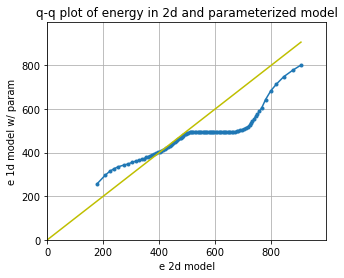 q-q plot of energy in 2d and parameterized model
e 1d model w/ param
800
600
400
200
0
0 200 400 600 800
e 2d model